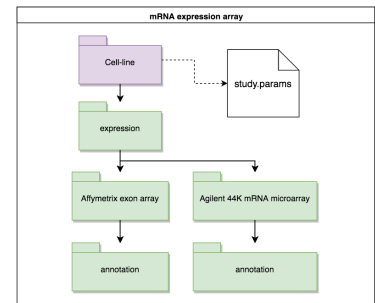 mRNA expression array
Cell-line
study.params
expression
Affymetrix exon array
Agilent 44K mRNA microarray
annotation
annotation